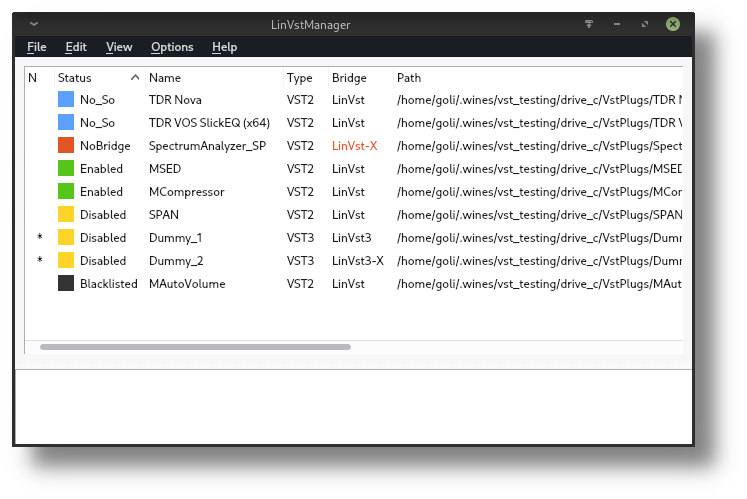 LinVstManager
File Edit View Options Help
N Status Name Type Bridge Path
No_So TDR Nova VST2 LinVst /home/goli/.wines/vst_testing/drive_c/VstPlugs/TDR
No_So TDR VOS SlickEQ (x64) VST2 LinVst /home/goli/.wines/vst_testing/drive_c/VstPlugs/TDR
NoBridge SpectrumAnalyzer_SP VST2 LinVst-X /home/goli/.wines/vst_testing/drive_c/VstPlugs/Spect
Enabled MSED VST2 LinVst /home/goli/.wines/vst_testing/drive_c/VstPlugs/MSED
Enabled MCompressor VST2 LinVst /home/goli/.wines/vst_testing/drive_c/VstPlugs/MCor
Disabled SPAN VST2 LinVst /home/goli/.wines/vst_testing/drive_c/VstPlugs/SPAN
* Disabled Dummy_1 VST3 LinVst3 /home/goli/.wines/vst_testing/drive_c/VstPlugs/Dumr
* Disabled Dummy_2 VST3 LinVst3-X /home/goli/.wines/vst_testing/drive_c/VstPlugs/Dumr
Blacklisted MAutoVolume VST2 LinVst /home/goli/.wines/vst_testing/drive_c/VstPlugs/MAut